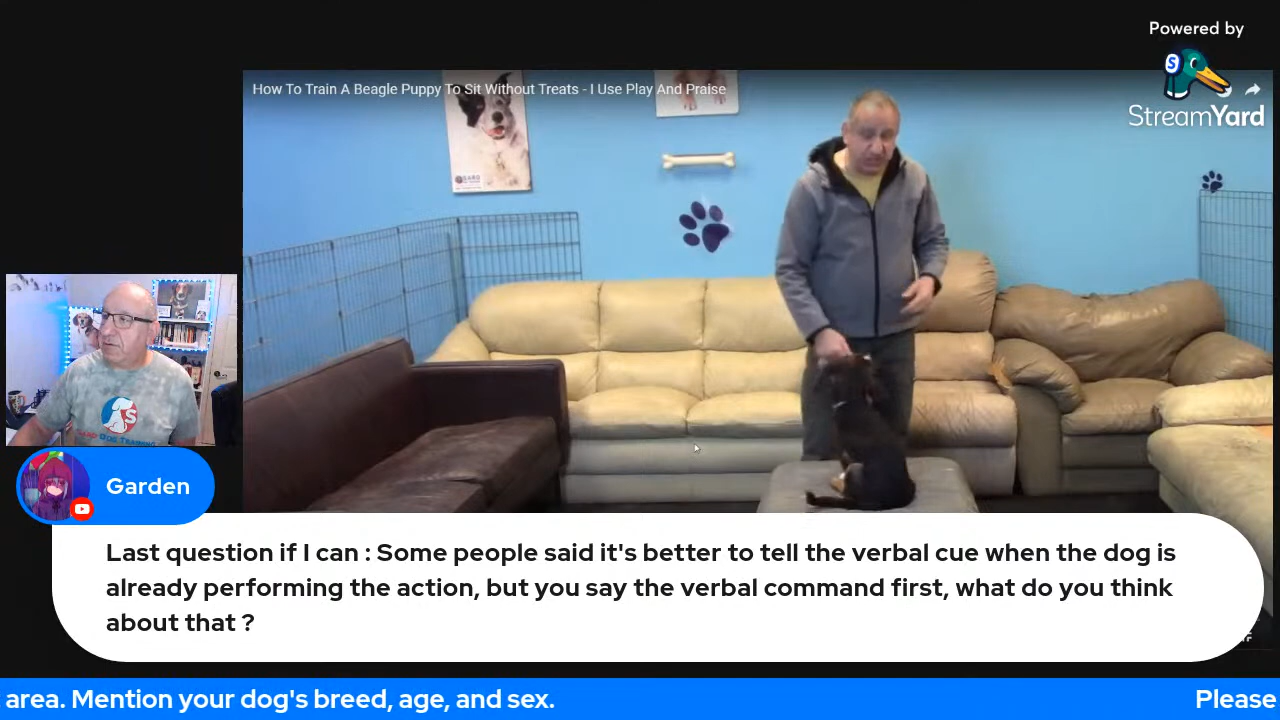 Powered by
StreamYard
How To Train A Beagle Puppy To Sit Without Treats - I Use Play And Praise
S
Garden
Last question if I can : Some people said it's better to tell the verbal cue when the dog is
already performing the action, but you say the verbal command first, what do you think
about that ?
area. Mention your dog's breed, age, and sex.
Please